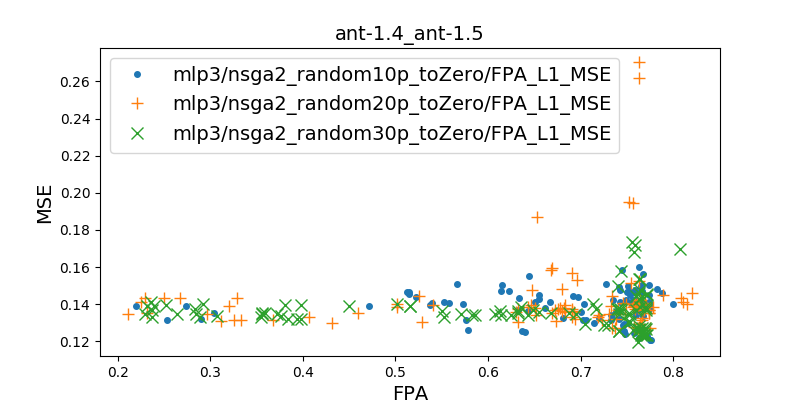 ant-1.4_ant-1.5
mlp3/nsga2_random10p_toZero/FPA_L1_MSE
mlp3/nsga2_random20p_toZero/FPA_L1_MSE
mlp3/nsga2_random30p_toZero/FPA_L1_MSE
MSE
0.26
0.24
0.22
0.20
0.18
0.16
0.14
0.12
0.2 0.3 0.4 0.5 0.6 0.7 0.8
FPA